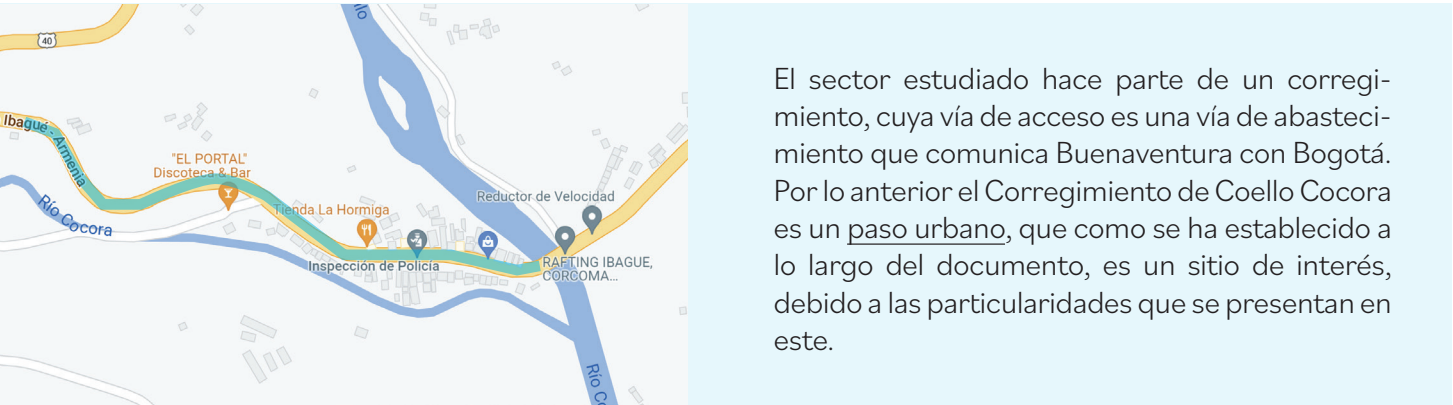 40
Ibagué - Armenia
"EL PORTAL"
Discoteca & Bar
Río Cocora
Tienda La Hormiga
Reductor de Velocidad
Inspección de Policía
RAFTING IBAGUE,
CORCOMA...
El sector estudiado hace parte de un corregi-
miento, cuya vía de acceso es una vía de abasteci-
miento que comunica Buenaventura con Bogotá.
Por lo anterior el Corregimiento de Coello Cocora
es un paso urbano, que como se ha establecido a
lo largo del documento, es un sitio de interés,
debido a las particularidades que se presentan en
este.